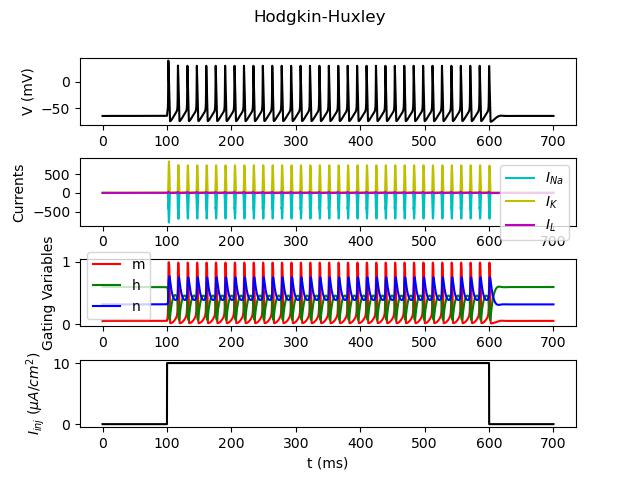 Hodgkin-Huxley
V (mV)
0
−50
0 100 200 300 400 500 600 700
Currents
500
0
−500
I_Na
I_K
I_L
0 100 200 300 400 500 600 700
Gating Variables
1
0
m
h
n
0 100 200 300 400 500 600 700
I_inj (μA/cm²)
10
0
0 100 200 300 400 500 600 700
t (ms)